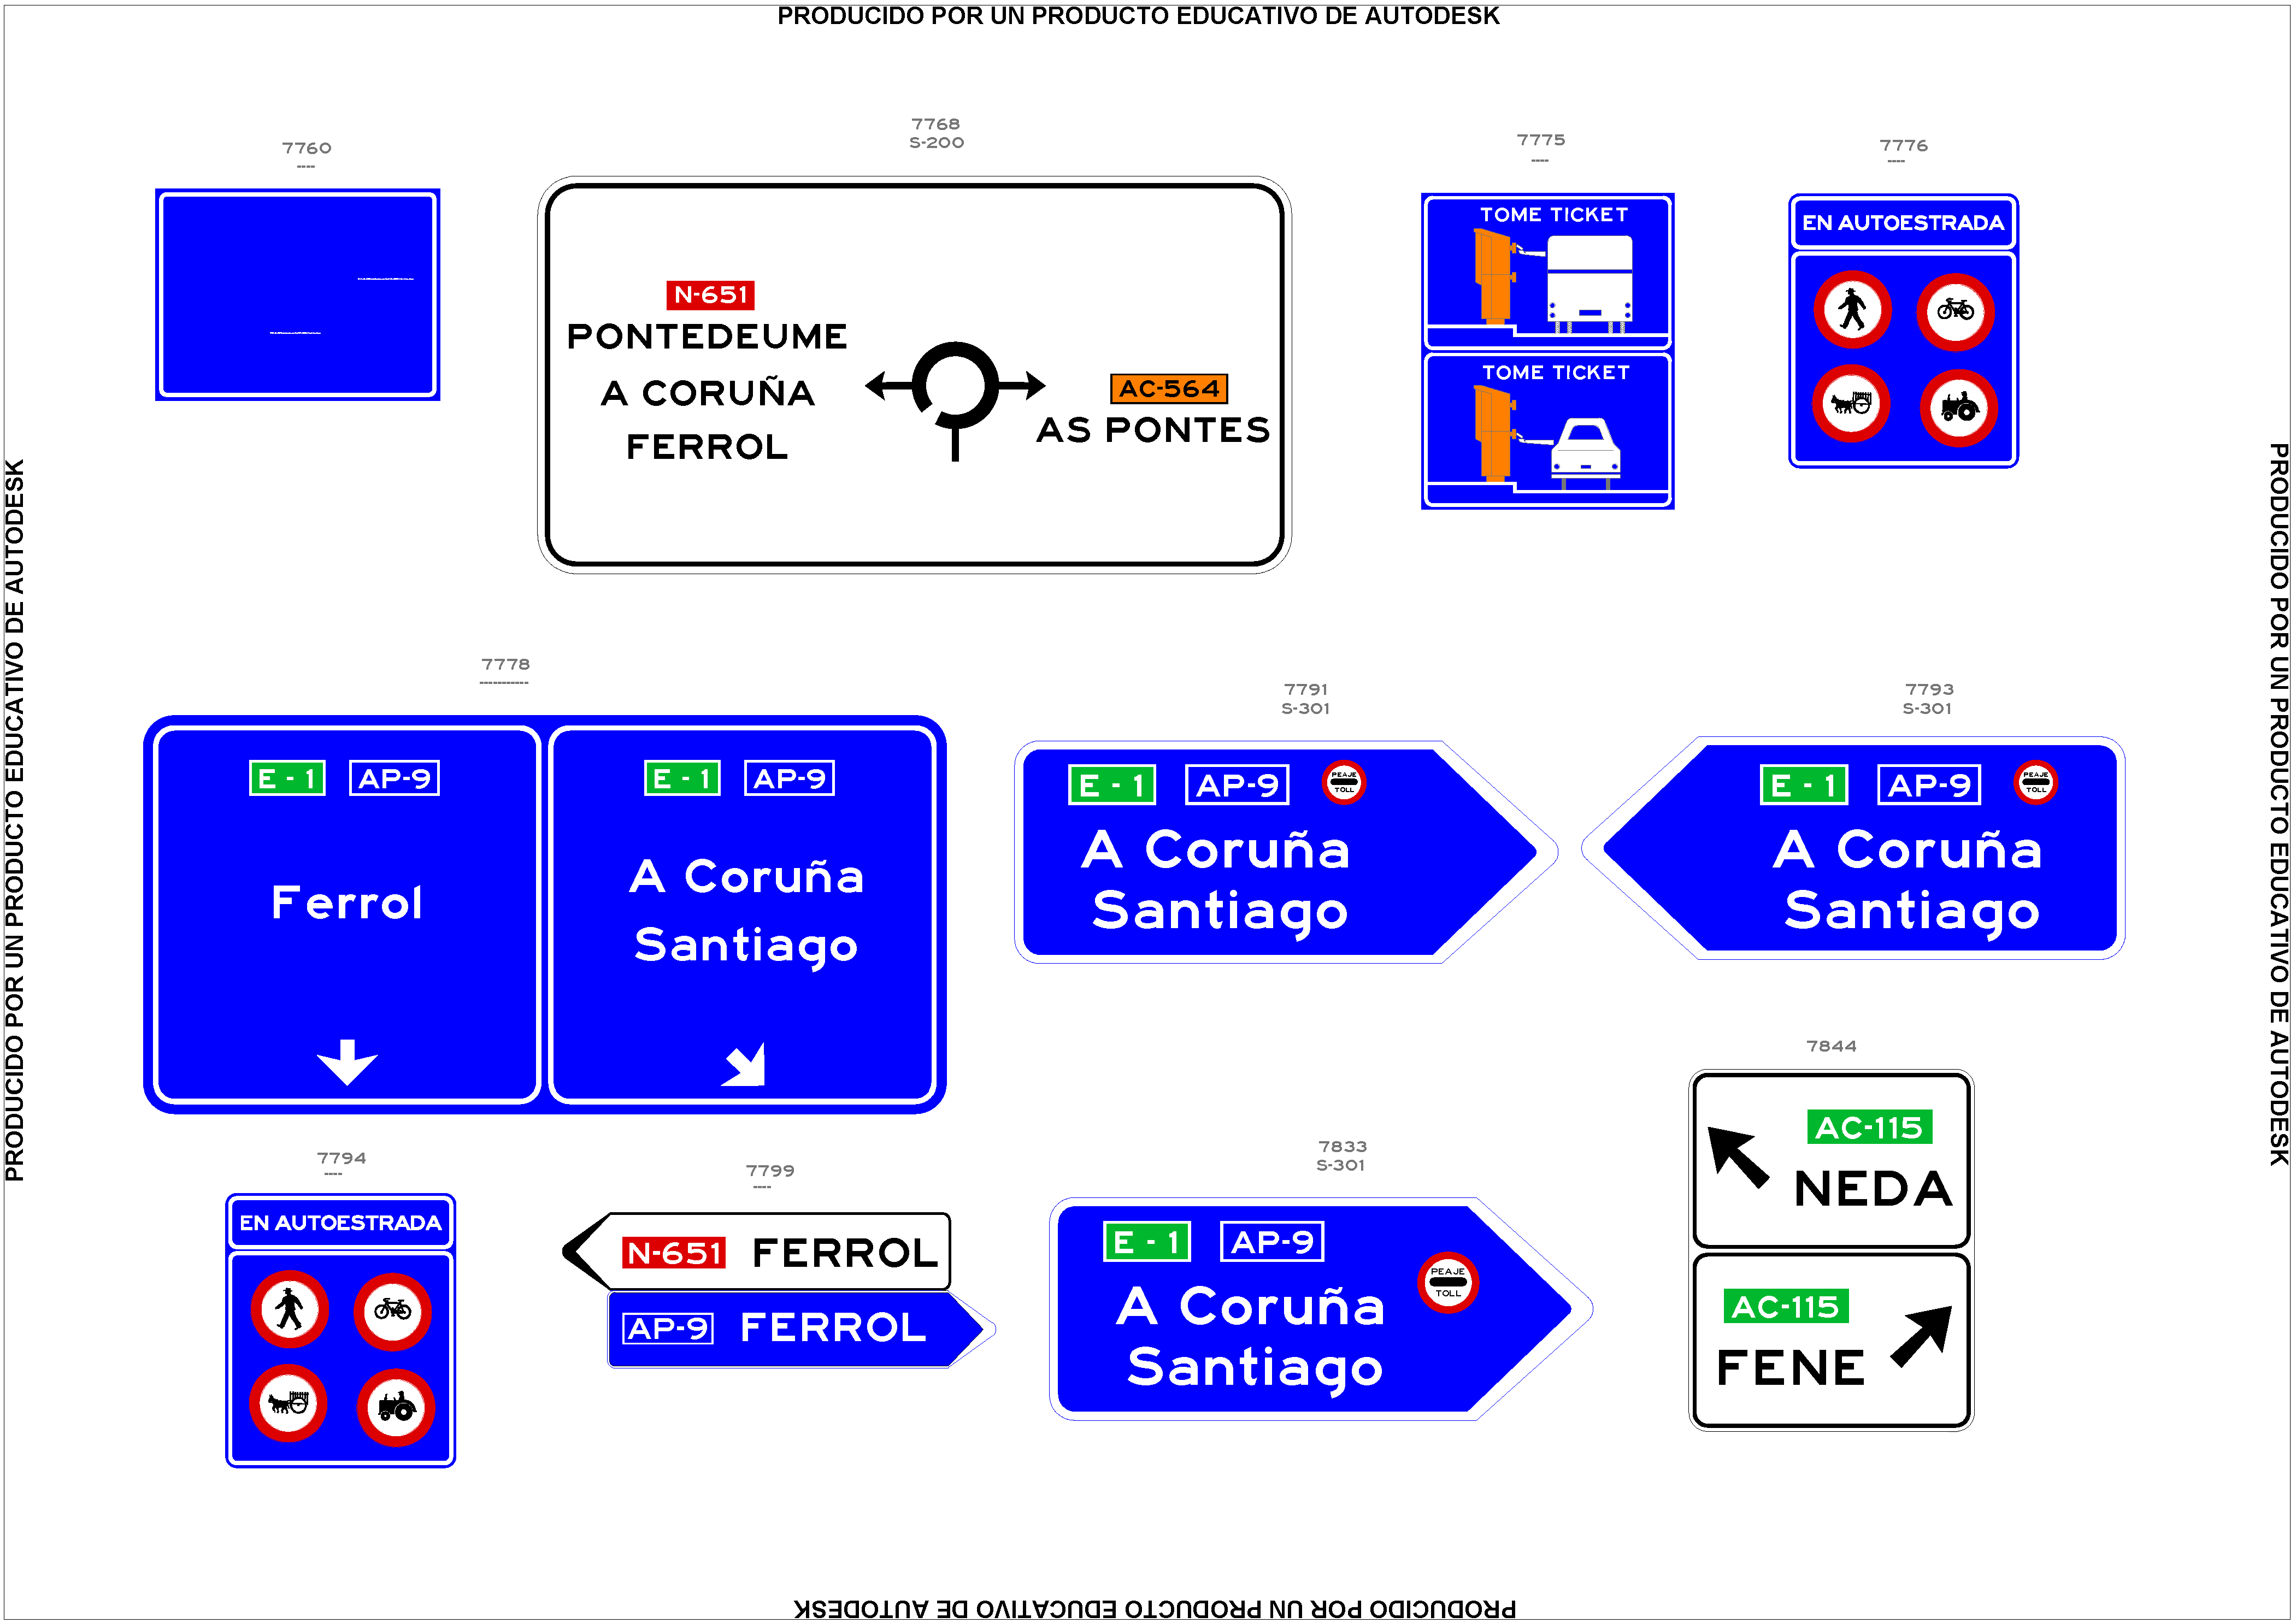 PRODUCIDO POR UN PRODUCTO EDUCATIVO DE AUTODESK
PRODUCIDO POR UN PRODUCTO EDUCATIVO DE AUTODESK
PRODUCIDO POR UN PRODUCTO EDUCATIVO DE AUTODESK
7760
----
7768
S-200
N-651
PONTEDEUME
A CORUÑA
FERROL
AC-564
AS PONTES
7775
----
TOME TICKET
TOME TICKET
7776
----
EN AUTOESTRADA
7778
-----------
E - 1 AP-9
Ferrol
E - 1 AP-9
A Coruña
Santiago
7791
S-301
E - 1 AP-9 PEAJE
TOLL
A Coruña
Santiago
7793
S-301
E - 1 AP-9 PEAJE
TOLL
A Coruña
Santiago
7794
----
EN AUTOESTRADA
7799
----
N-651 FERROL
AP-9 FERROL
7833
S-301
E - 1 AP-9
PEAJE
TOLL
A Coruña
Santiago
7844
AC-115
NEDA
AC-115
FENE
PRODUCIDO POR UN PRODUCTO EDUCATIVO DE AUTODESK